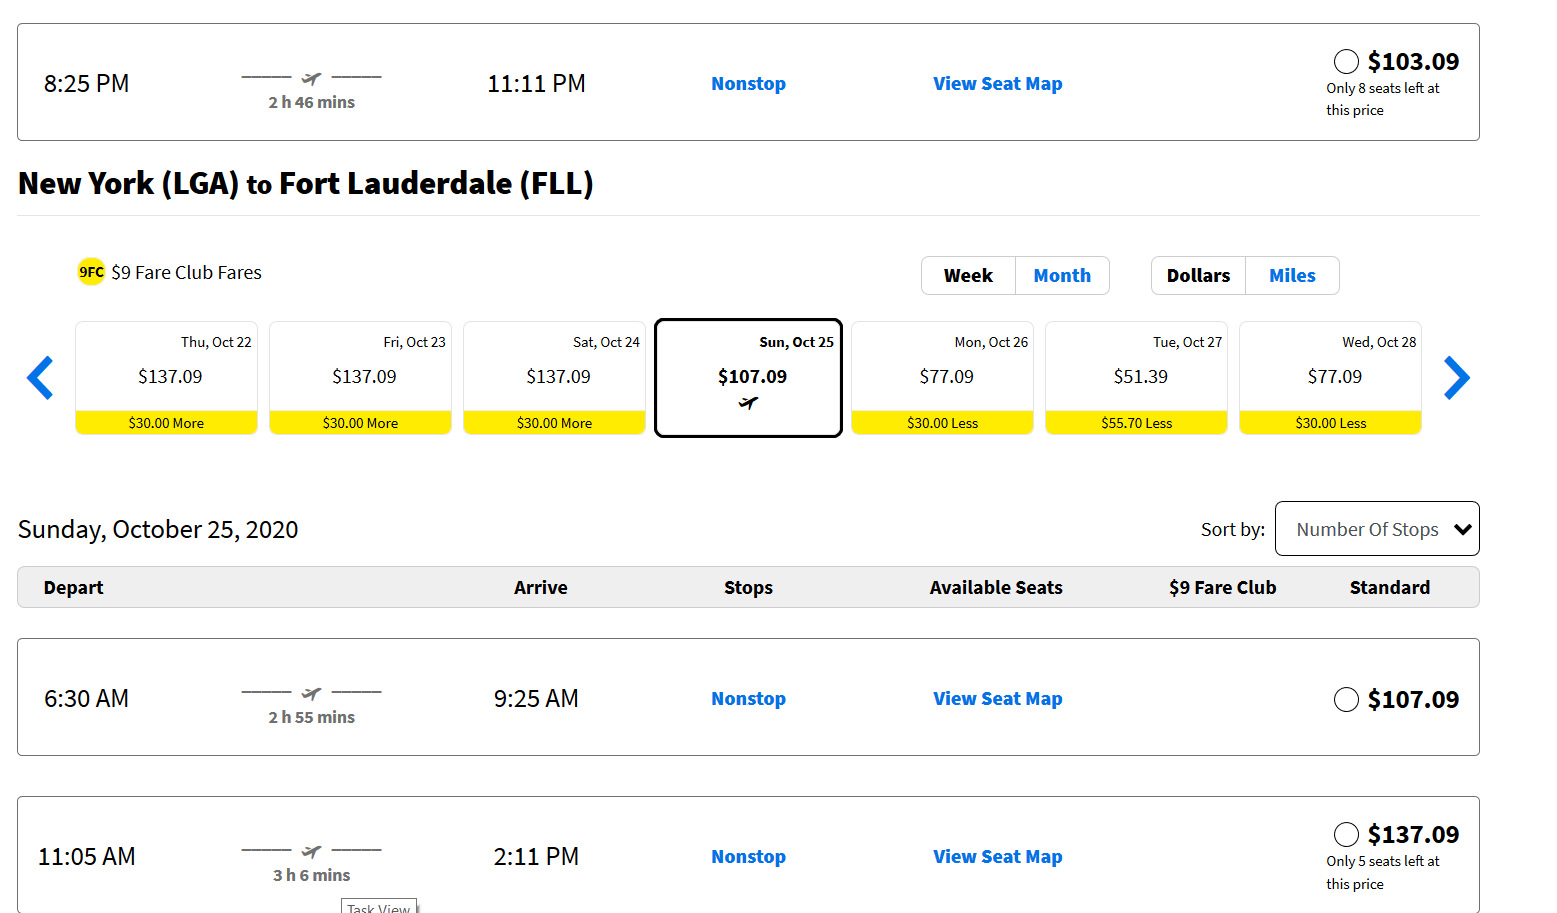 8:25 PM
2 h 46 mins
11:11 PM
Nonstop
View Seat Map
$103.09
Only 8 seats left at
this price
New York (LGA) to Fort Lauderdale (FLL)
9FC $9 Fare Club Fares
Week Month Dollars Miles
Thu, Oct 22
$137.09
$30.00 More
Fri, Oct 23
$137.09
$30.00 More
Sat, Oct 24
$137.09
$30.00 More
Sun, Oct 25
$107.09
Mon, Oct 26
$77.09
$30.00 Less
Tue, Oct 27
$51.39
$55.70 Less
Wed, Oct 28
$77.09
$30.00 Less
Sunday, October 25, 2020
Sort by: Number Of Stops
Depart Arrive Stops Available Seats $9 Fare Club Standard
6:30 AM
2 h 55 mins
9:25 AM
Nonstop
View Seat Map
$107.09
11:05 AM
3 h 6 mins
2:11 PM
Nonstop
View Seat Map
$137.09
Only 5 seats left at
this price
Task View